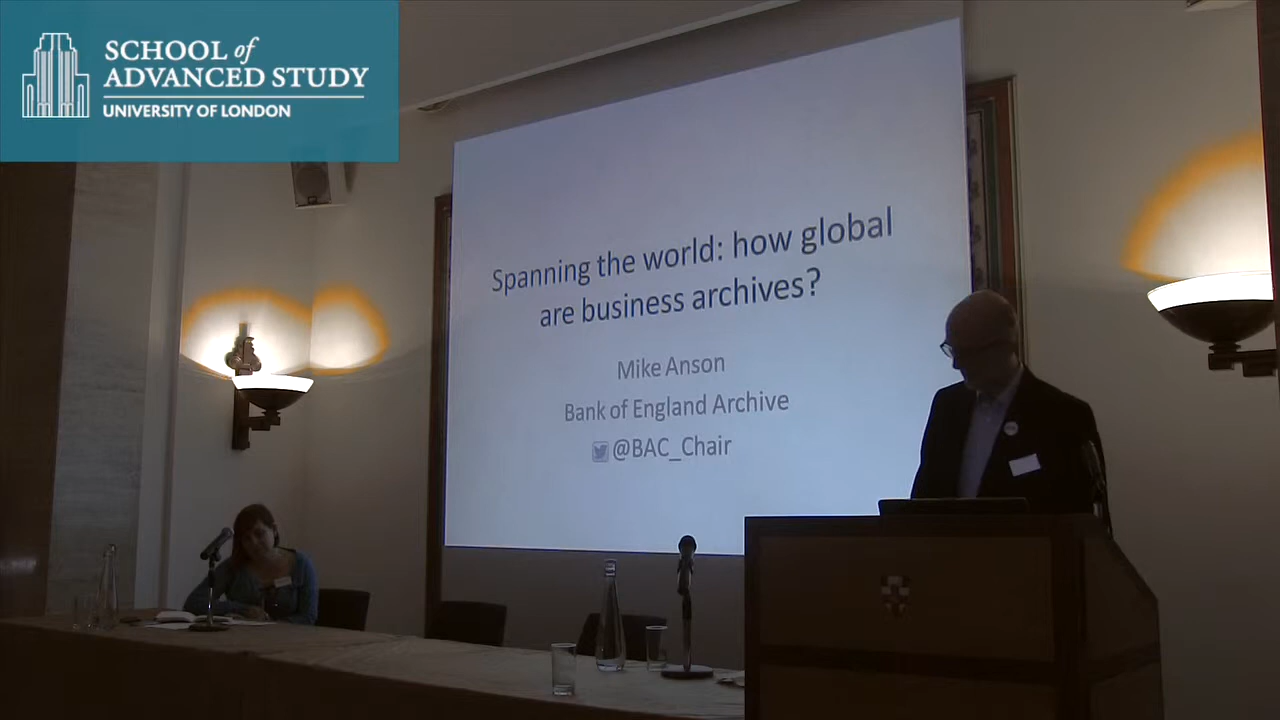 SCHOOL of
ADVANCED STUDY
UNIVERSITY OF LONDON
Spanning the world: how global
are business archives?
Mike Anson
Bank of England Archive
@BAC_Chair